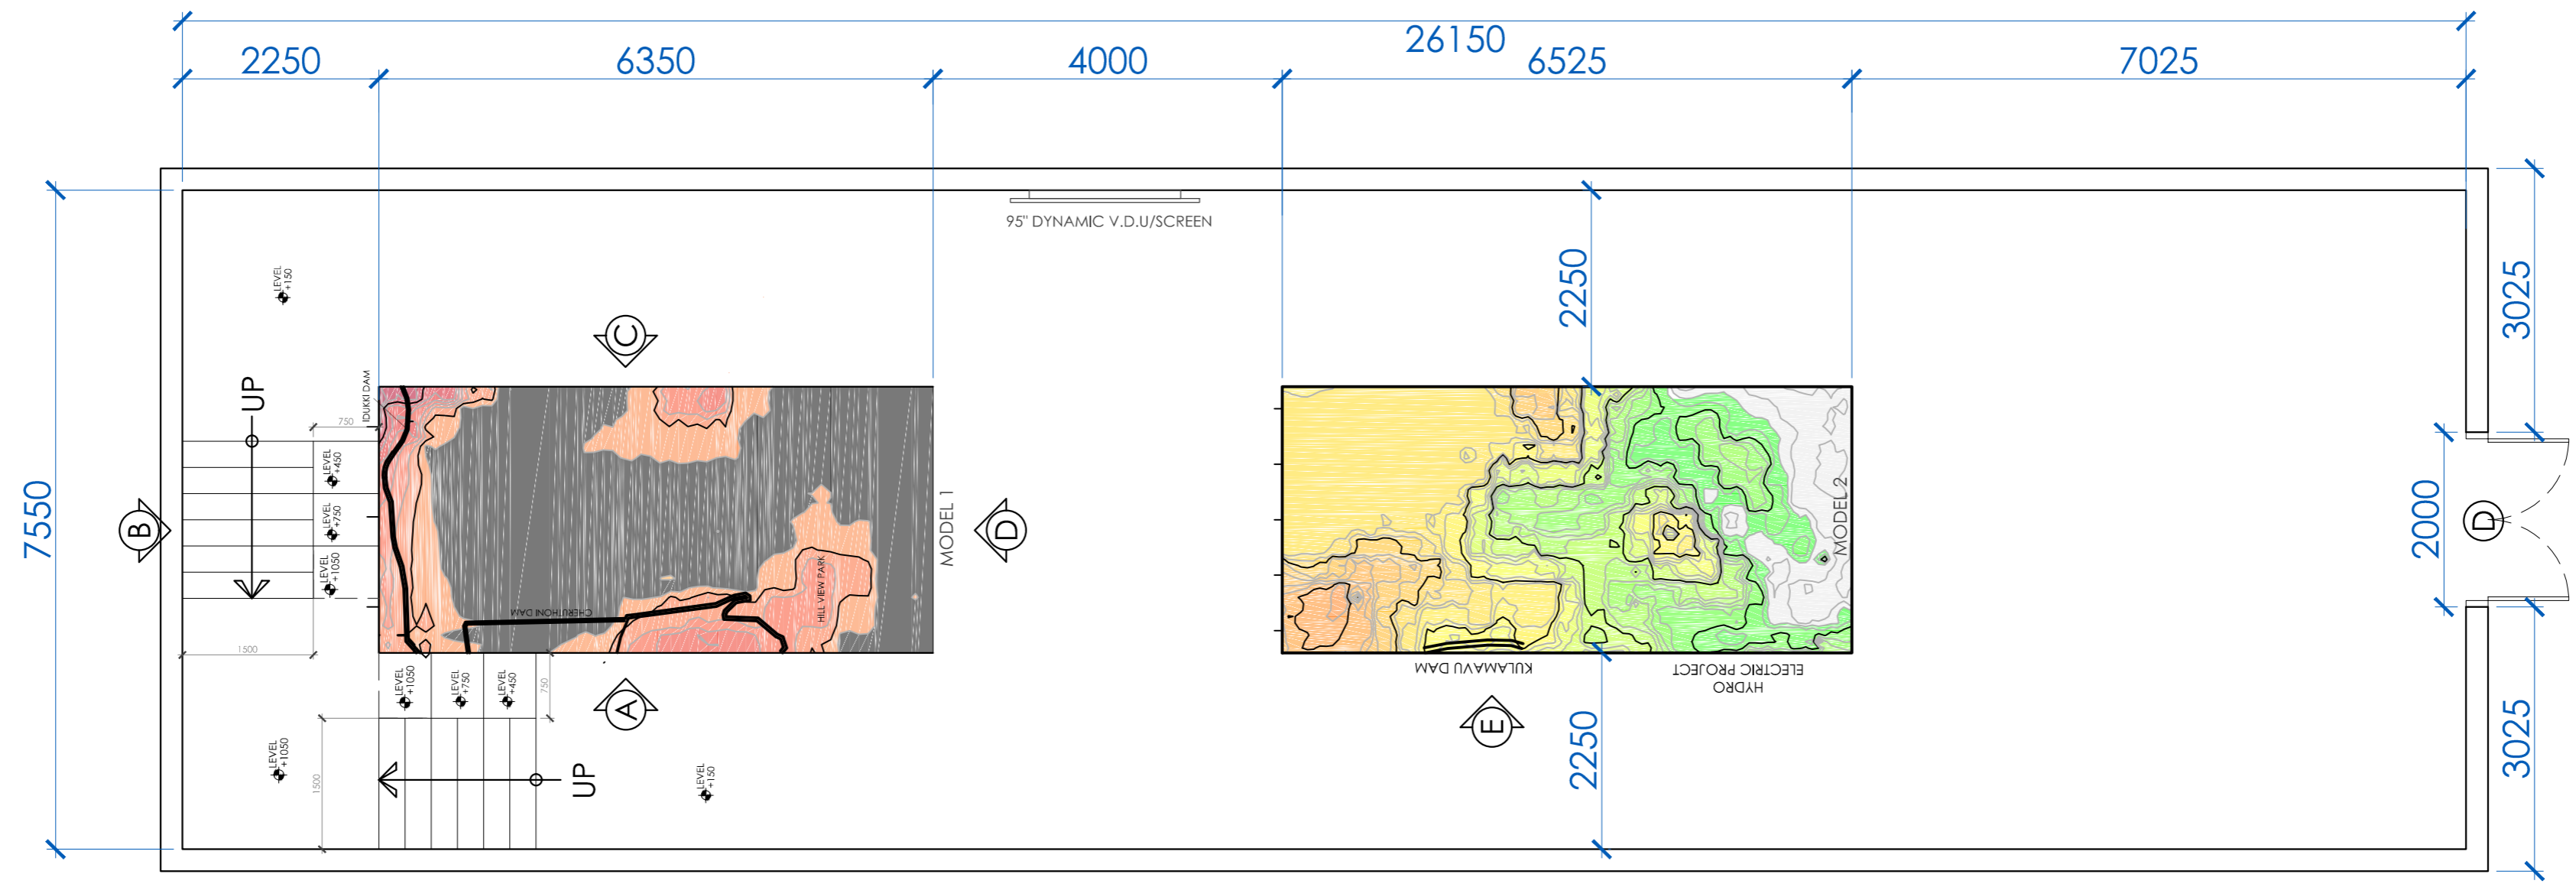 26150
2250
6350
4000
6525
7025
95" DYNAMIC V.D.U/SCREEN
LEVEL
+150
2250
3025
C
UP
IDUKKI DAM
750
LEVEL
+450
LEVEL
+750
LEVEL
+1050
7550
B
MODEL 1
D
MODEL 2
2000
D
CHERUTHONI DAM
HILL VIEW PARK
1500
LEVEL
+1050
LEVEL
+750
LEVEL
+450
750
A
KULAMAVU DAM
HYDRO
ELECTRIC PROJECT
E
2250
3025
LEVEL
+1050
1500
UP
LEVEL
+150